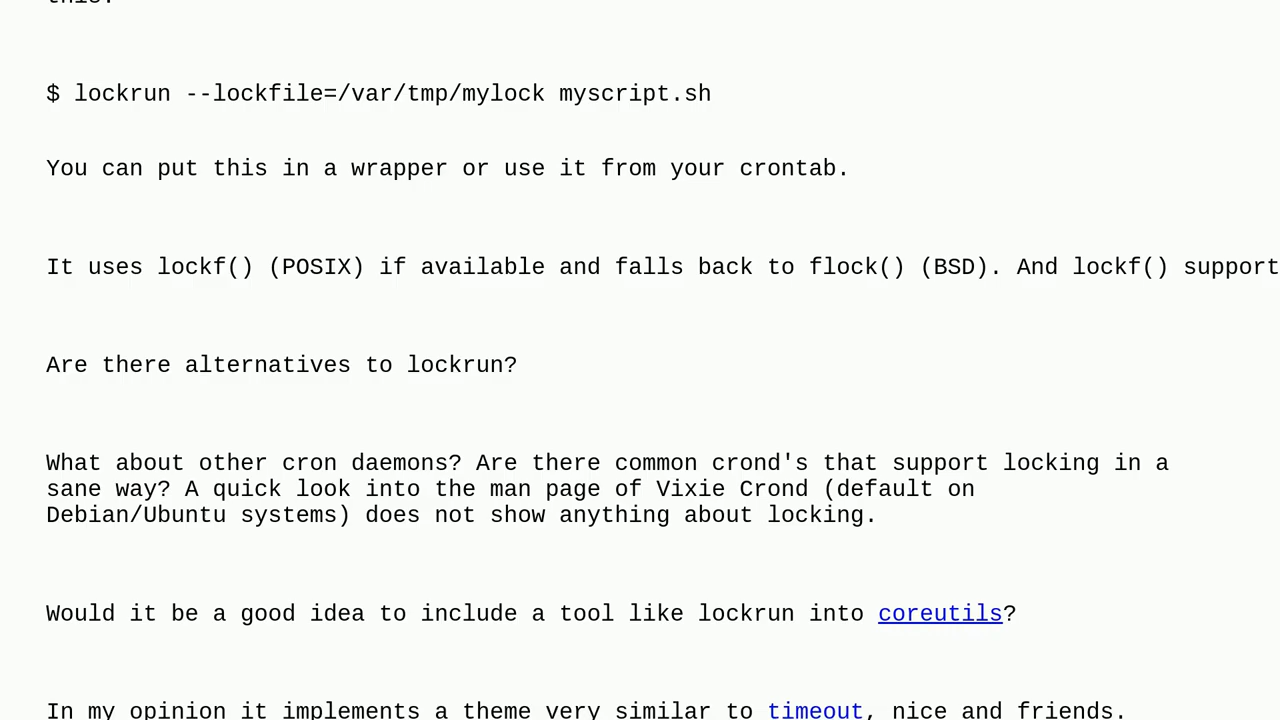 this:
$ lockrun --lockfile=/var/tmp/mylock myscript.sh
You can put this in a wrapper or use it from your crontab.
It uses lockf() (POSIX) if available and falls back to flock() (BSD). And lockf() support
Are there alternatives to lockrun?
What about other cron daemons? Are there common crond's that support locking in a
sane way? A quick look into the man page of Vixie Crond (default on
Debian/Ubuntu systems) does not show anything about locking.
Would it be a good idea to include a tool like lockrun into coreutils?
In my opinion it implements a theme very similar to timeout, nice and friends.